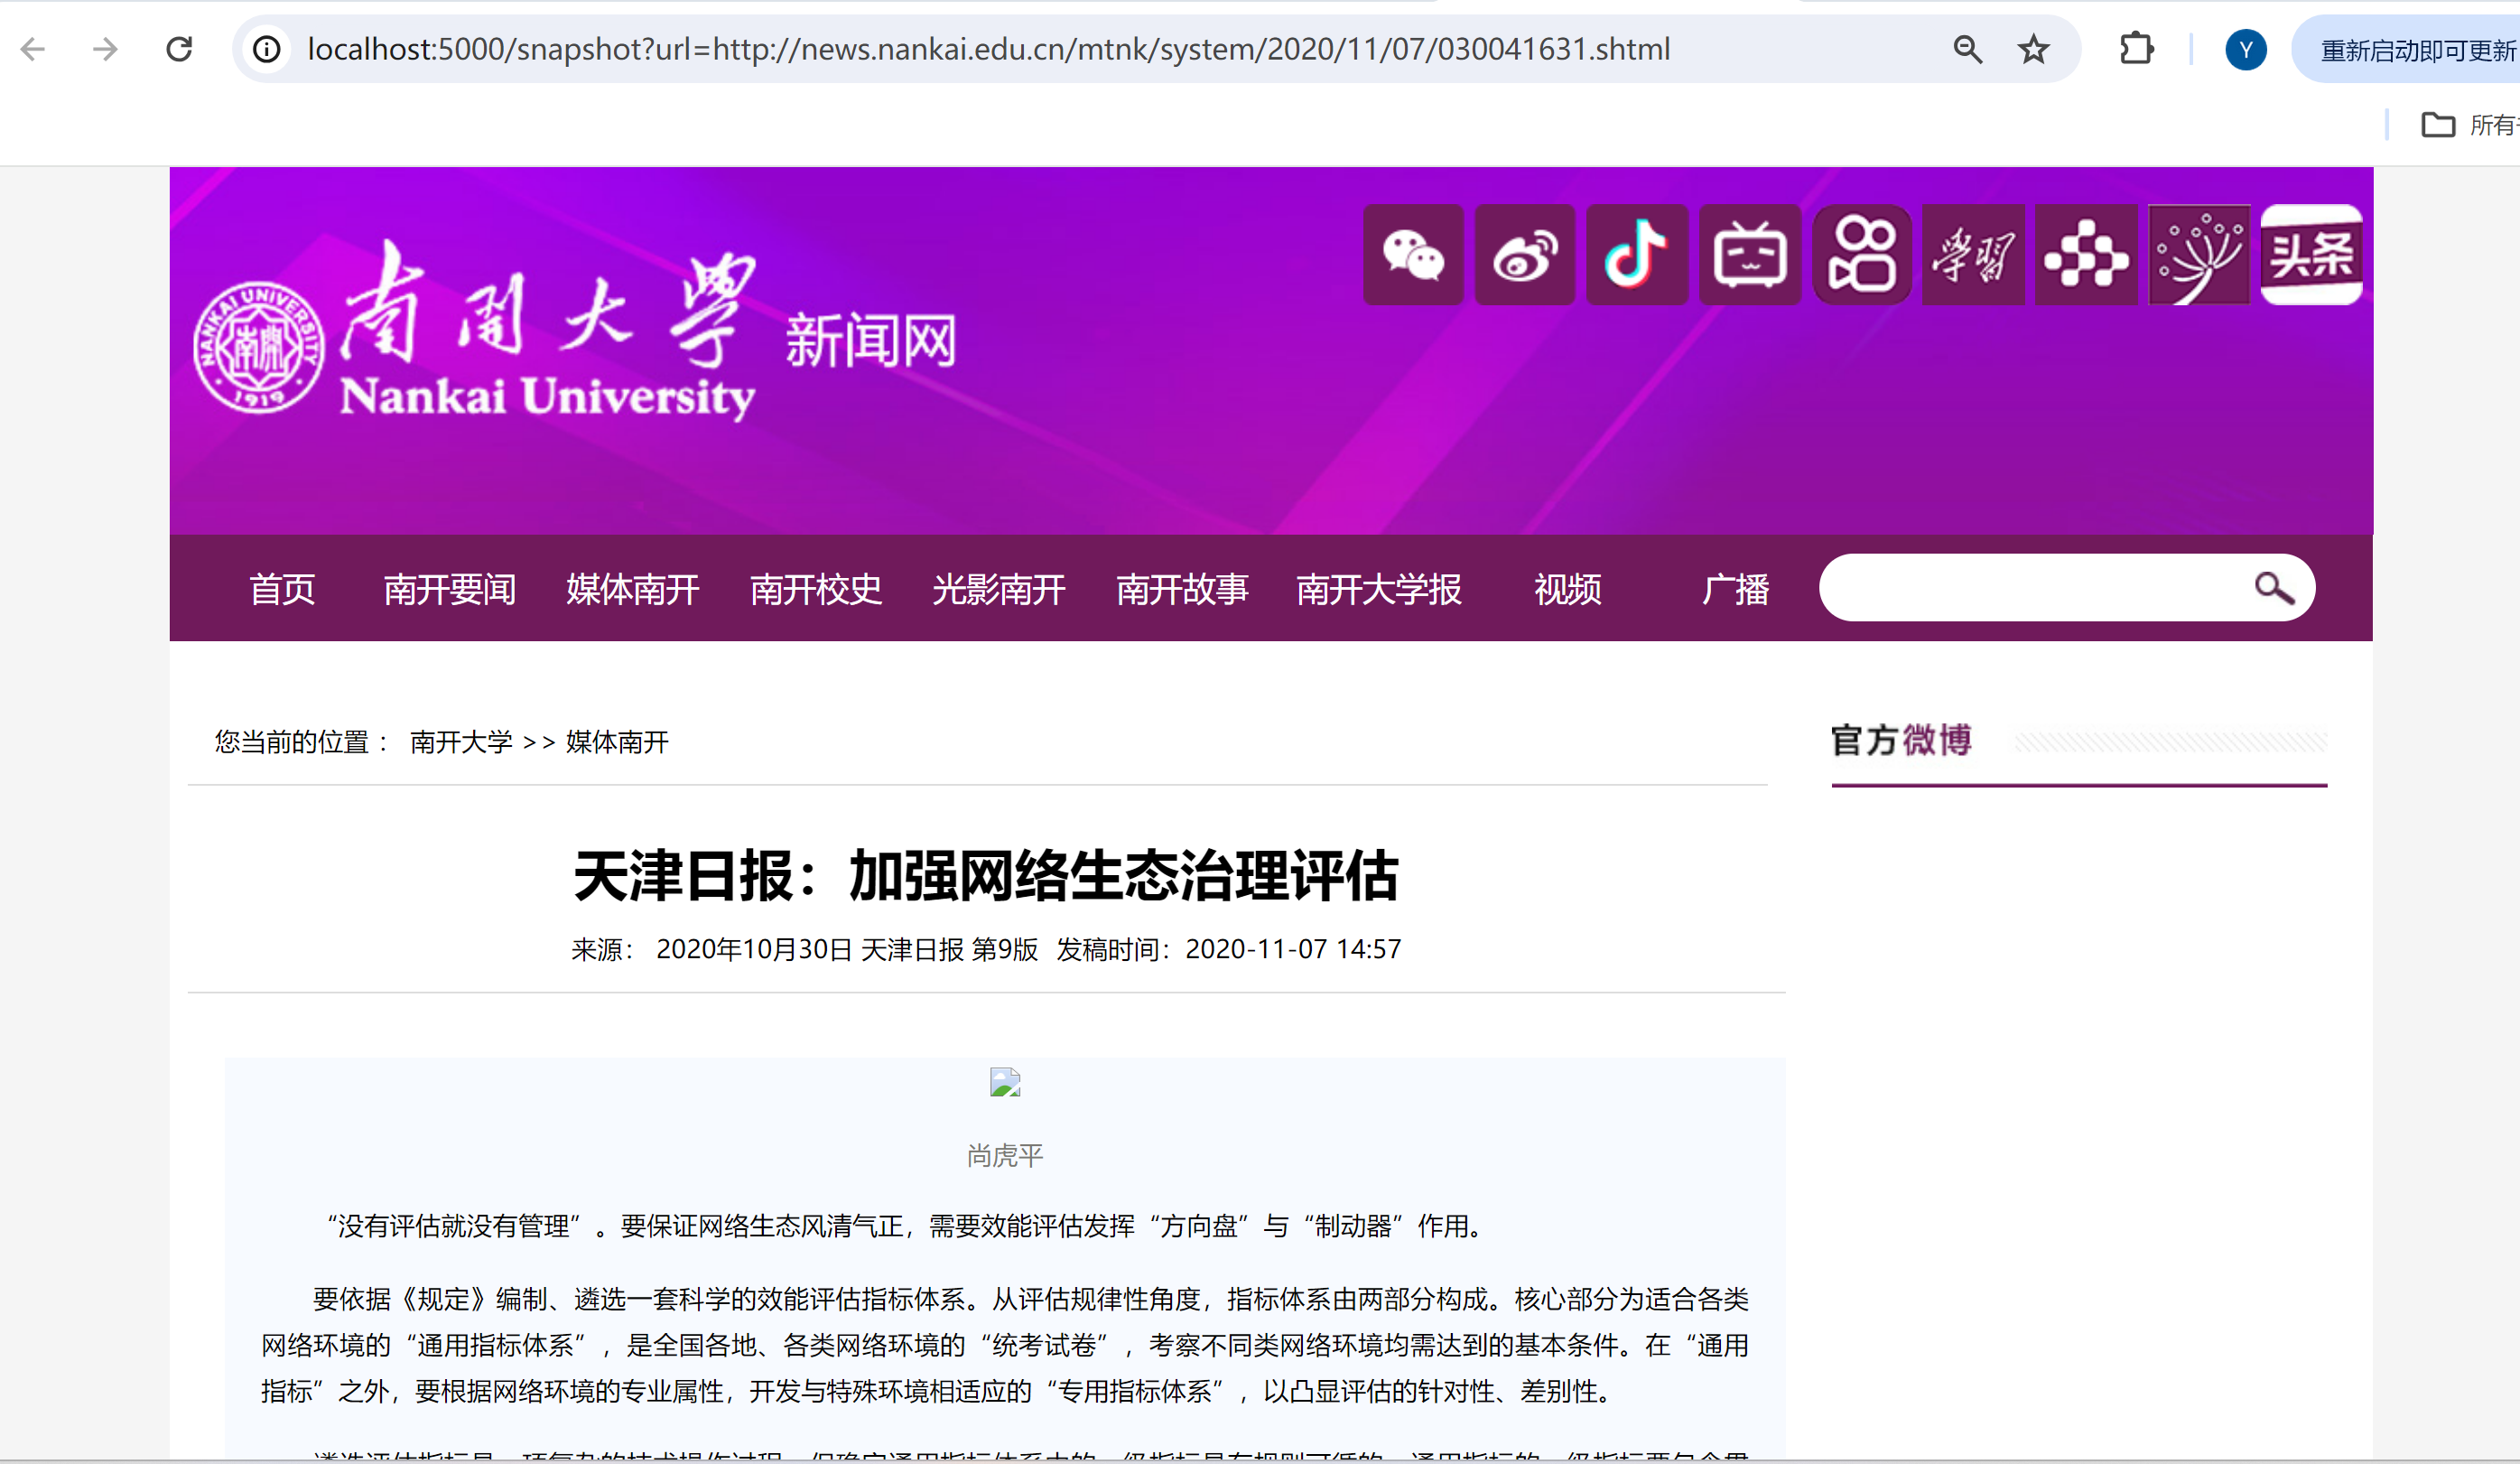 localhost:5000/snapshot?url=http://news.nankai.edu.cn/mtnk/system/2020/11/07/030041631.shtml
Y
重新启动即可更新
所有
NANKAI UNIVERSITY
南開
1919
南開大學
Nankai University
新闻网
学習
头条
首页 南开要闻 媒体南开 南开校史 光影南开 南开故事 南开大学报 视频 广播
您当前的位置 : 南开大学 >> 媒体南开
官方微博
天津日报：加强网络生态治理评估
来源： 2020年10月30日 天津日报 第9版 发稿时间：2020-11-07 14:57
尚虎平
“没有评估就没有管理”。要保证网络生态风清气正，需要效能评估发挥“方向盘”与“制动器”作用。
要依据《规定》编制、遴选一套科学的效能评估指标体系。从评估规律性角度，指标体系由两部分构成。核心部分为适合各类
网络环境的“通用指标体系”，是全国各地、各类网络环境的“统考试卷”，考察不同类网络环境均需达到的基本条件。在“通用
指标”之外，要根据网络环境的专业属性，开发与特殊环境相适应的“专用指标体系”，以凸显评估的针对性、差别性。